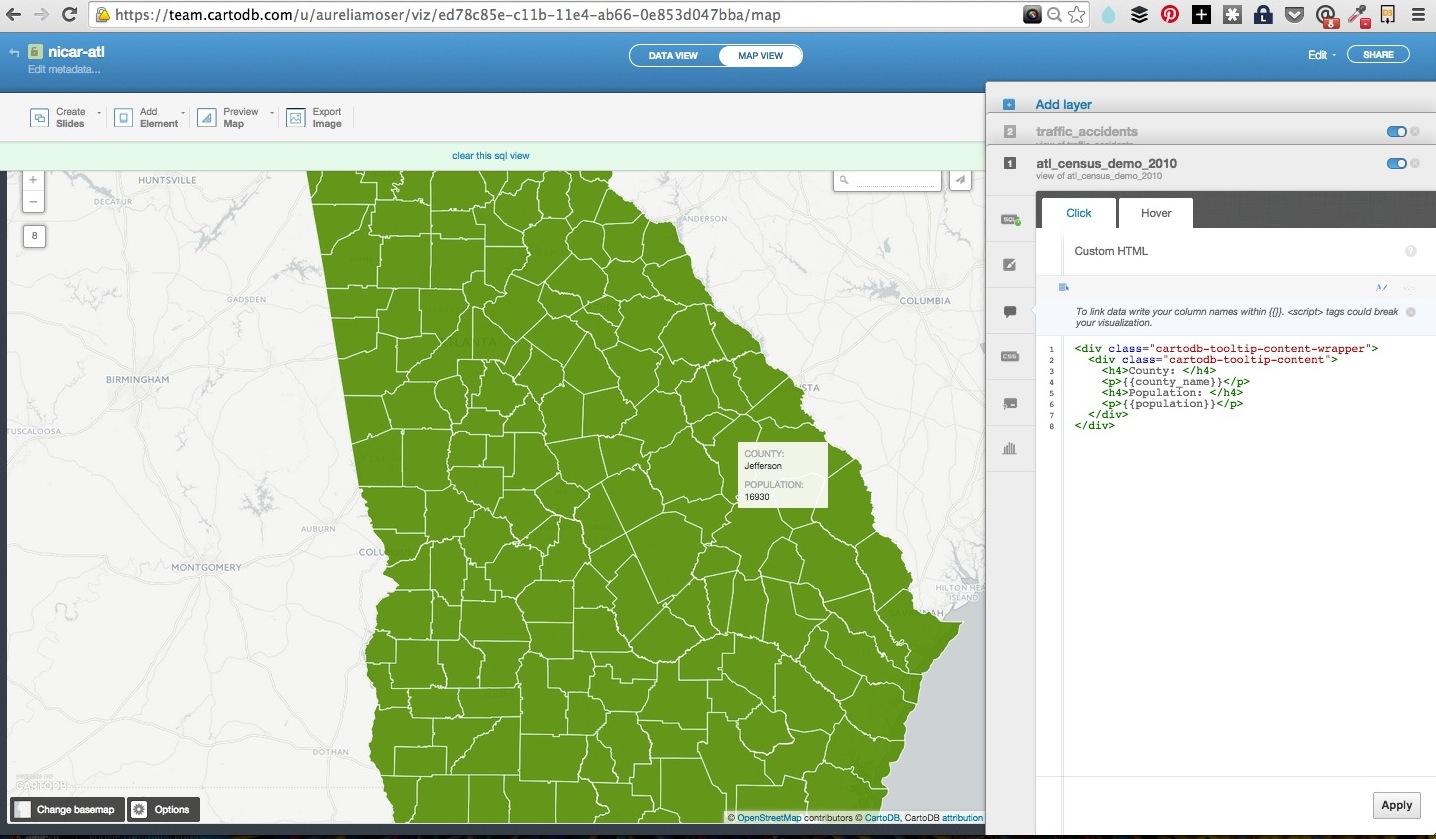 https://team.cartodb.com/u/aureliamoser/viz/ed78c85e-c11b-11e4-ab66-0e853d047bba/map
nicar-atl
Edit metadata...
DATA VIEW
MAP VIEW
Edit
SHARE
Create Slides
Add Element
Preview Map
Export Image
clear this sql view
Add layer
2 traffic_accidents
view of traffic_accidents
1 atl_census_demo_2010
view of atl_census_demo_2010
Click
Hover
SQL
CSS
Custom HTML
?
To link data write your column names within {{}}. <script> tags could break
your visualization.
1 <div class="cartodb-tooltip-content-wrapper">
2 <div class="cartodb-tooltip-content">
3 <h4>County: </h4>
4 <p>{{county_name}}</p>
5 <h4>Population: </h4>
6 <p>{{population}}</p>
7 </div>
8 </div>
Apply
+
−
8
HUNTSVILLE
DECATUR
ANDERSON
GADSDEN
COLUMBIA
ATLANTA
BIRMINGHAM
USTA
TUSCALOOSA
COUNTY:
Jefferson
POPULATION:
16930
AUBURN
COLU
MONTGOMERY
HILTON HEA
ISLAND
SAVANNAH
DOTHAN
CARTODB
Change basemap
Options
© OpenStreetMap contributors © CartoDB, CartoDB attribution